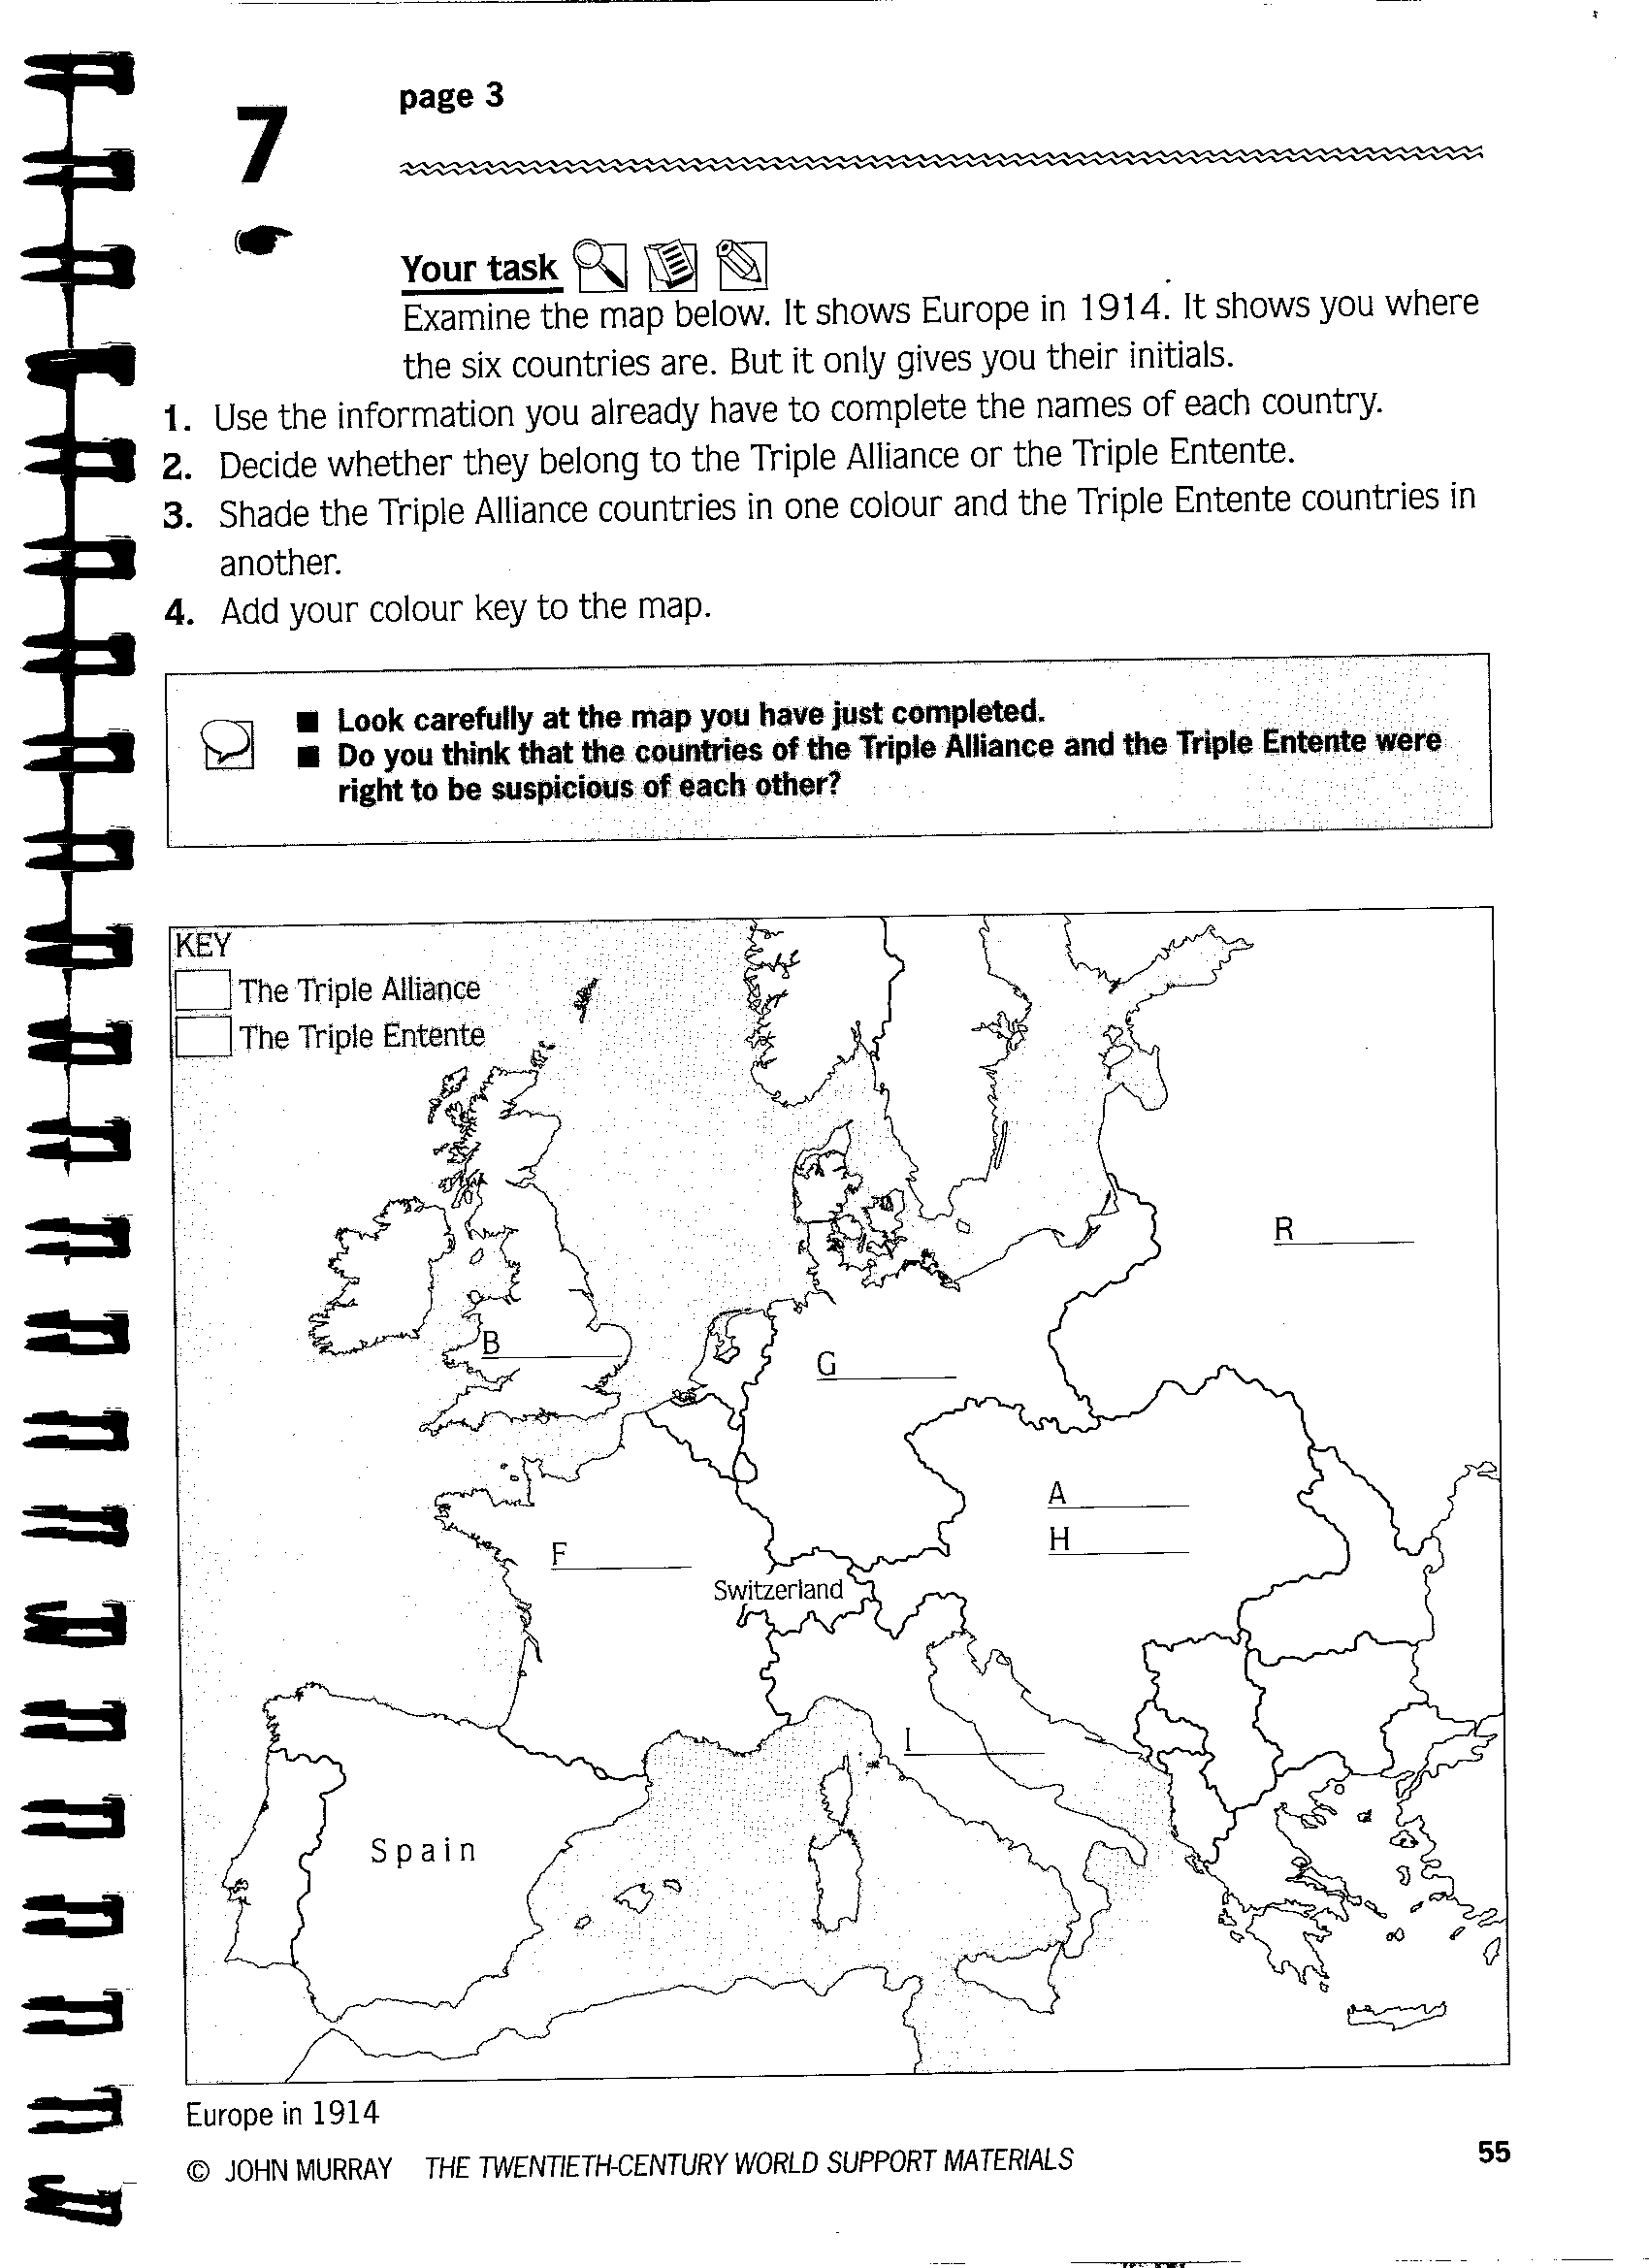 page 3
7
Your task
Examine the map below. It shows Europe in 1914. It shows you where
the six countries are. But it only gives you their initials.
1. Use the information you already have to complete the names of each country.
2. Decide whether they belong to the Triple Alliance or the Triple Entente.
3. Shade the Triple Alliance countries in one colour and the Triple Entente countries in
another.
4. Add your colour key to the map.
■ Look carefully at the map you have just completed.
■ Do you think that the countries of the Triple Alliance and the Triple Entente were
right to be suspicious of each other?
KEY
The Triple Alliance
The Triple Entente
R
B
G
A
H
F
Switzerland
I
Spain
Europe in 1914
© JOHN MURRAY THE TWENTIETH-CENTURY WORLD SUPPORT MATERIALS
55